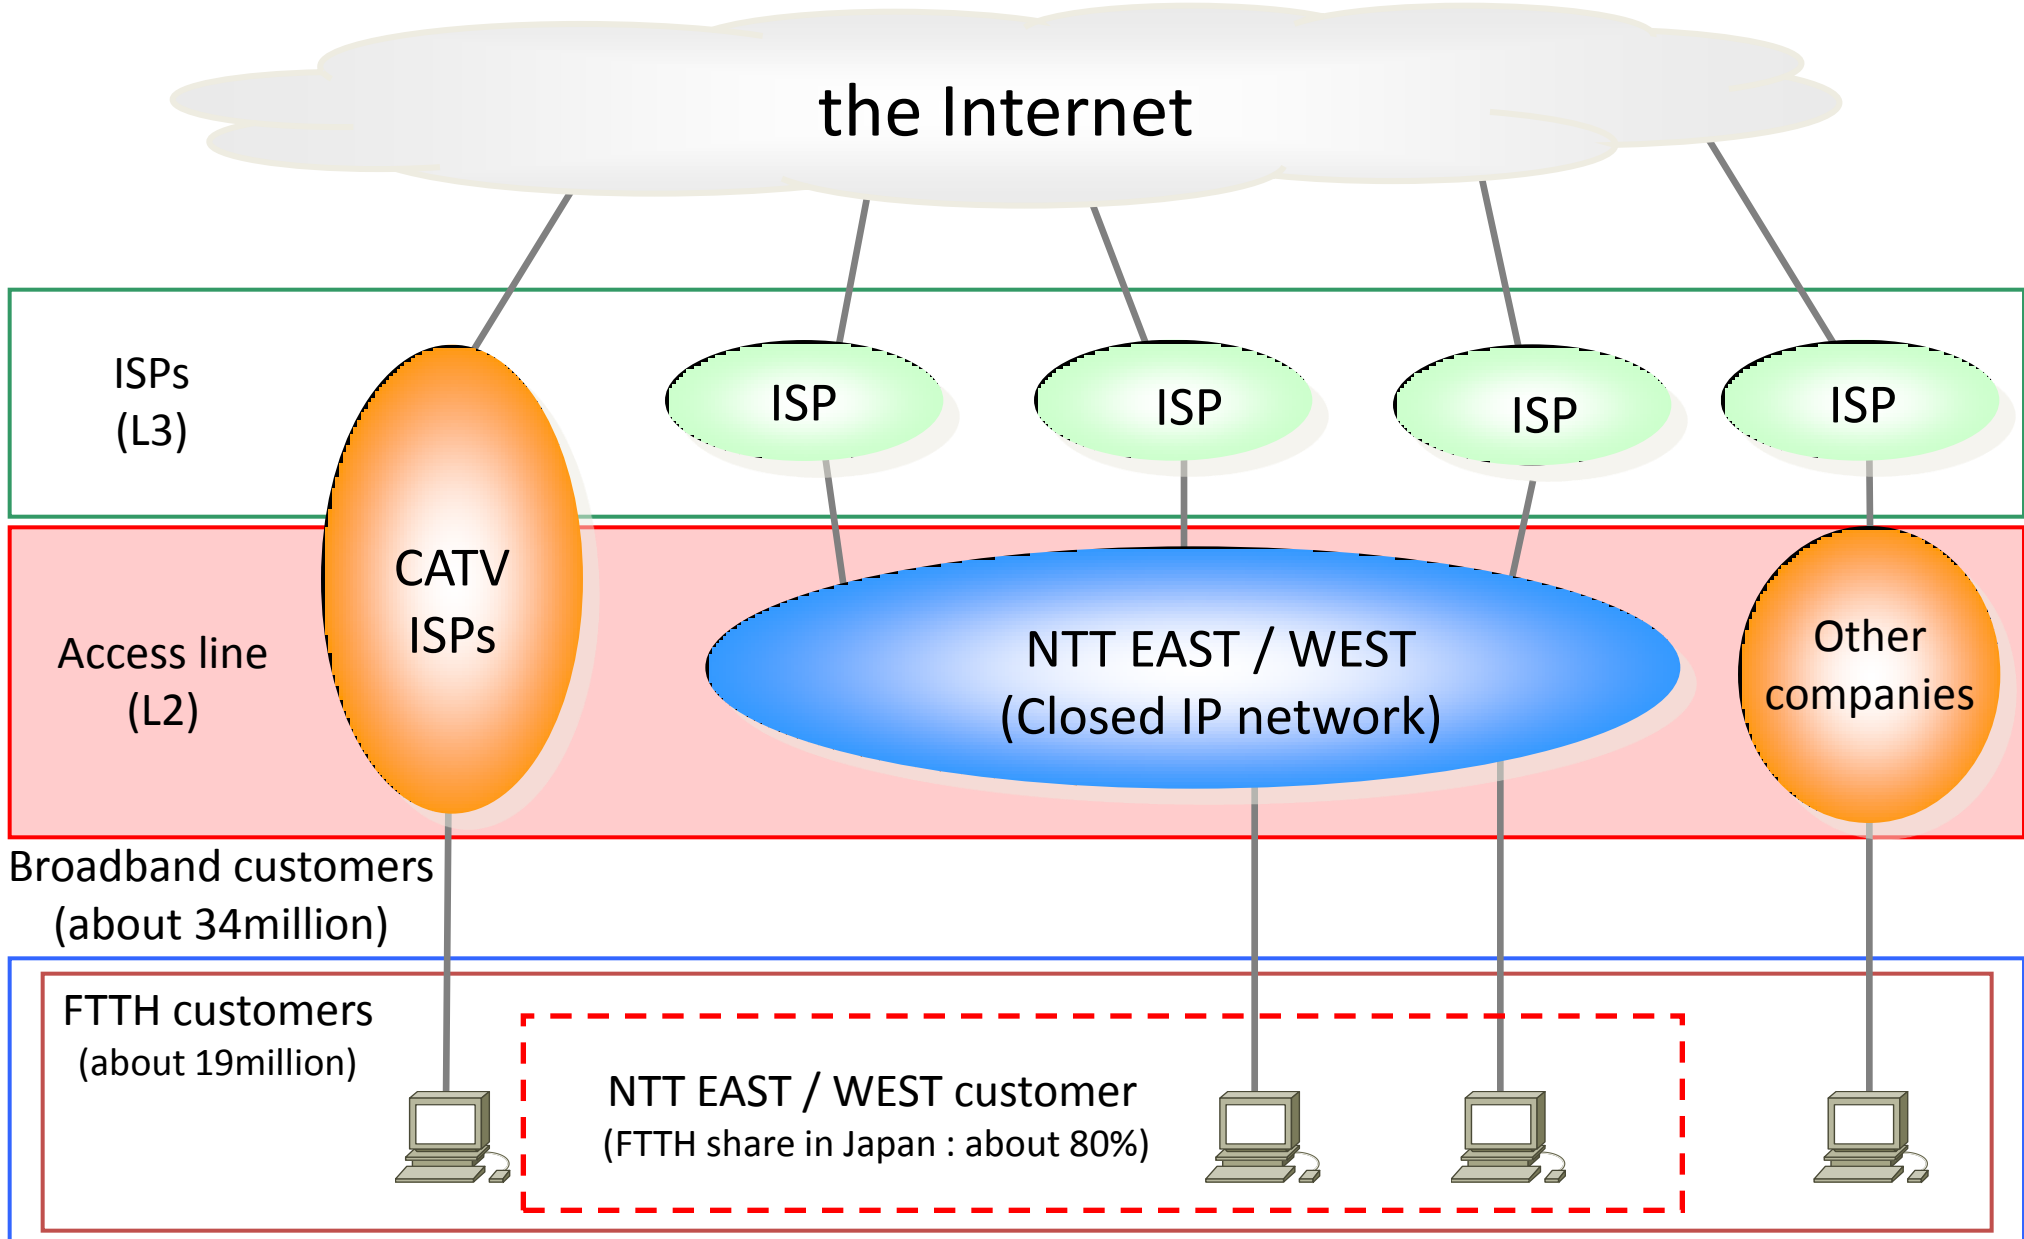 the Internet
ISPs
(L3)
ISP
ISP
ISP
ISP
CATV
ISPs
Access line
(L2)
NTT EAST / WEST
(Closed IP network)
Other
companies
Broadband customers
(about 34million)
FTTH customers
(about 19million)
NTT EAST / WEST customer
(FTTH share in Japan : about 80%)